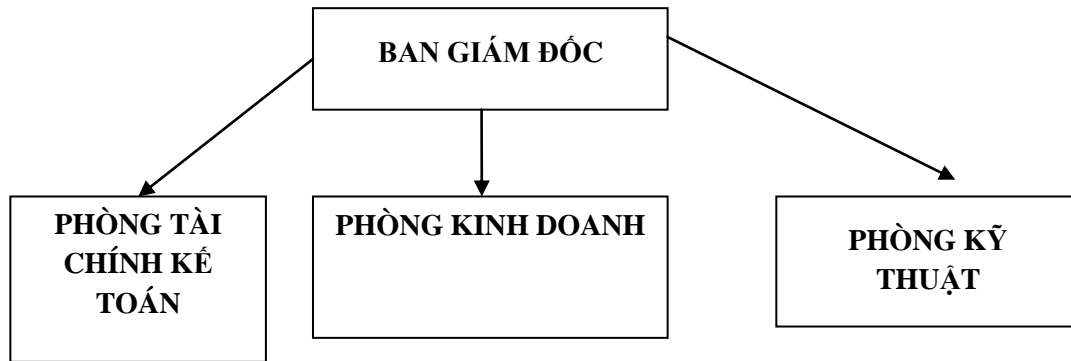 BAN GIÁM ĐỐC
PHÒNG TÀI
CHÍNH KẾ
TOÁN
PHÒNG KINH DOANH
PHÒNG KỸ
THUẬT